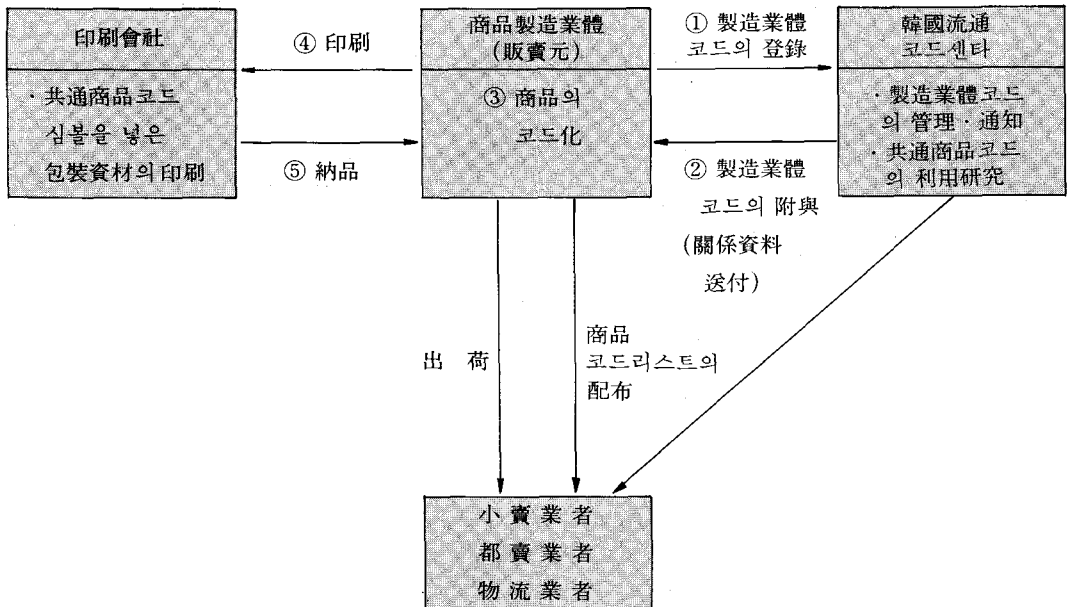 印刷會社
· 共通商品코드
심볼을 넣은
包裝資材의 印刷
④ 印刷
⑤ 納品
商品製造業體
(販賣元)
③ 商品의
코드化
① 製造業體
코드의 登錄
② 製造業體
코드의 附與
(關係資料
送付)
韓國流通
코드센타
· 製造業體코드
의 管理 · 通知
· 共通商品코드
의 利用研究
出 荷
商品
코드리스트의
配布
小賣業者
都賣業者
物流業者